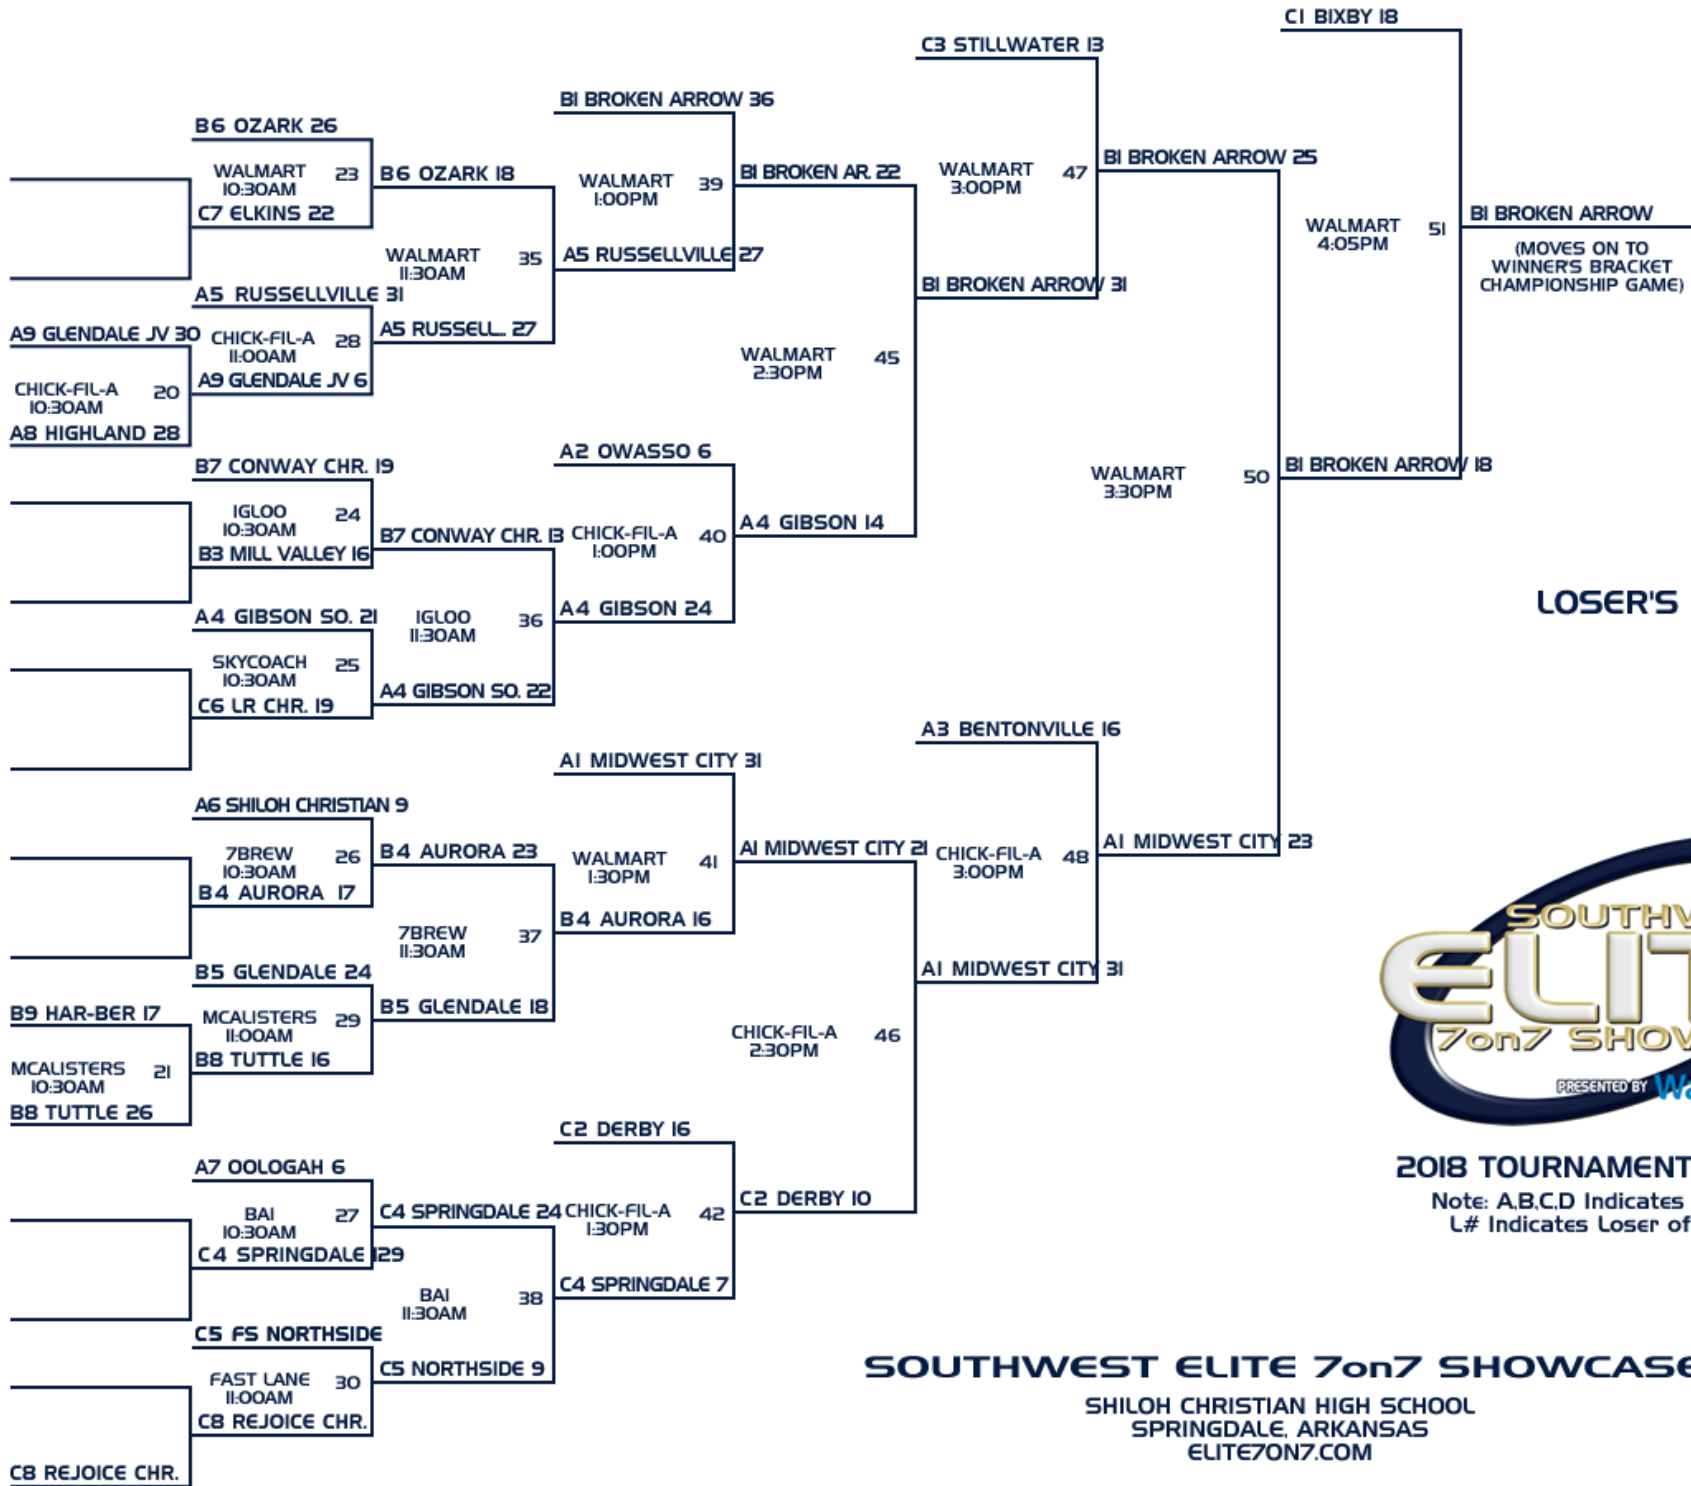 C1 BIXBY 18
C3 STILLWATER 13
B1 BROKEN ARROW 36
B6 OZARK 26
WALMART
10:30AM
23
C7 ELKINS 22
B6 OZARK 18
WALMART
1:00PM
39
B1 BROKEN AR. 22
WALMART
3:00PM
47
B1 BROKEN ARROW 25
WALMART
4:05PM
51
B1 BROKEN ARROW
(MOVES ON TO
WINNER'S BRACKET
CHAMPIONSHIP GAME)
WALMART
11:30AM
35
A5 RUSSELLVILLE 27
B1 BROKEN ARROW 31
A5 RUSSELLVILLE 31
A9 GLENDALE JV 30
CHICK-FIL-A
11:00AM
28
A5 RUSSELL... 27
A9 GLENDALE JV 6
CHICK-FIL-A
10:30AM
20
A8 HIGHLAND 28
WALMART
2:30PM
45
A2 OWASSO 6
B7 CONWAY CHR. 19
IGLOO
10:30AM
24
B3 MILL VALLEY 16
B7 CONWAY CHR. 13
CHICK-FIL-A
1:00PM
40
A4 GIBSON 14
WALMART
3:30PM
50
B1 BROKEN ARROW 18
A4 GIBSON SO. 21
IGLOO
11:30AM
36
A4 GIBSON 24
LOSER'S
SKYCOACH
10:30AM
25
C6 LR CHR. 19
A4 GIBSON SO. 22
A3 BENTONVILLE 16
A1 MIDWEST CITY 31
A6 SHILOH CHRISTIAN 9
7BREW
10:30AM
26
B4 AURORA 17
B4 AURORA 23
WALMART
1:30PM
41
A1 MIDWEST CITY 21
CHICK-FIL-A
3:00PM
48
A1 MIDWEST CITY 23
7BREW
11:30AM
37
B4 AURORA 16
A1 MIDWEST CITY 31
B5 GLENDALE 24
B9 HAR-BER 17
MCALISTERS
11:00AM
29
B5 GLENDALE 18
B8 TUTTLE 16
MCALISTERS
10:30AM
21
B8 TUTTLE 26
CHICK-FIL-A
2:30PM
46
C2 DERBY 16
A7 OOLOGAH 6
BAI
10:30AM
27
C4 SPRINGDALE 129
C4 SPRINGDALE 24
CHICK-FIL-A
1:30PM
42
C2 DERBY 10
BAI
11:30AM
38
C4 SPRINGDALE 7
C5 FS NORTHSIDE
FAST LANE
11:00AM
30
C5 NORTHSIDE 9
C8 REJOICE CHR.
C8 REJOICE CHR.
7on7
PRESENTED BY
2018 TOURNAMENT
Note: A,B,C,D Indicates
L# Indicates Loser of
SOUTHWEST ELITE 7on7 SHOWCASE
SHILOH CHRISTIAN HIGH SCHOOL
SPRINGDALE, ARKANSAS
ELITE7ON7.COM